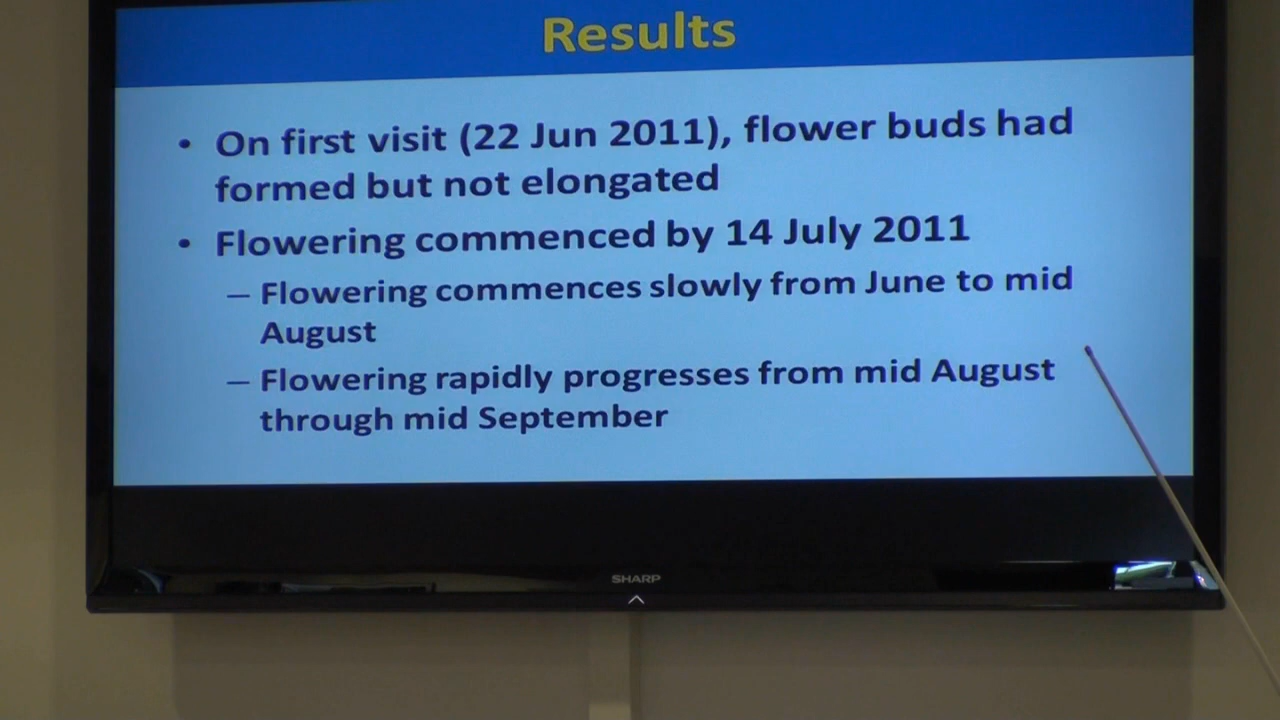 Results
• On first visit (22 Jun 2011), flower buds had
formed but not elongated
• Flowering commenced by 14 July 2011
– Flowering commences slowly from June to mid
August
– Flowering rapidly progresses from mid August
through mid September
SHARP